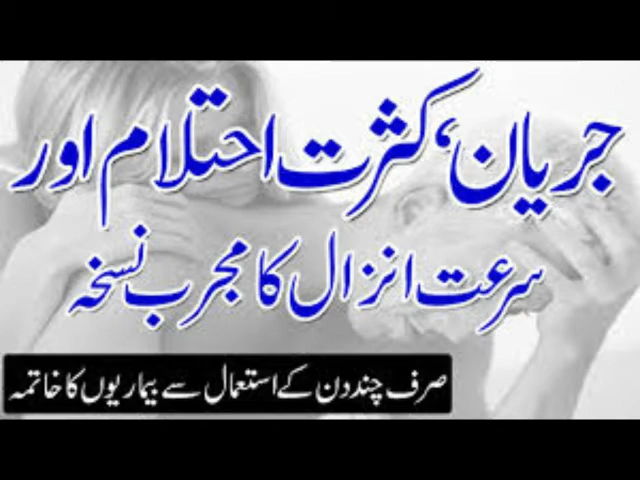 جریان، کثرت احتلام اور
سرعت انزال کا مجرب نسخہ
صرف چند دن کے استعمال سے بیماریوں کا خاتمہ